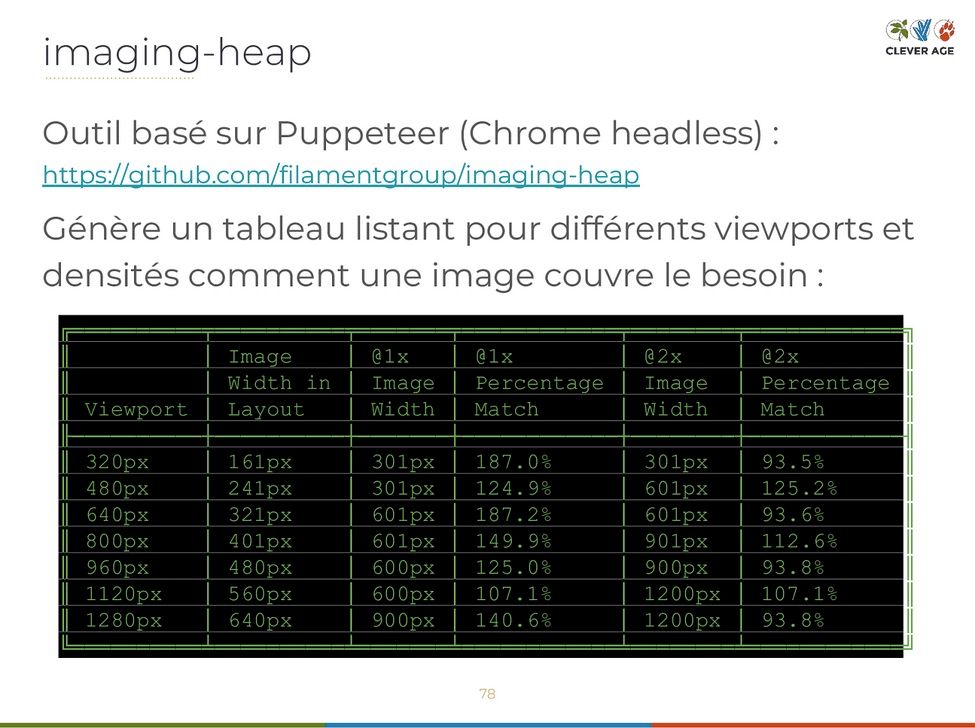 imaging-heap
CLEVER AGE
Outil basé sur Puppeteer (Chrome headless) :
https://github.com/filamentgroup/imaging-heap
Génère un tableau listant pour différents viewports et
densités comment une image couvre le besoin :
Image @1x @1x @2x @2x
Width in Image Percentage Image Percentage
Viewport Layout Width Match Width Match
320px 161px 301px 187.0% 301px 93.5%
480px 241px 301px 124.9% 601px 125.2%
640px 321px 601px 187.2% 601px 93.6%
800px 401px 601px 149.9% 901px 112.6%
960px 480px 600px 125.0% 900px 93.8%
1120px 560px 600px 107.1% 1200px 107.1%
1280px 640px 900px 140.6% 1200px 93.8%
78